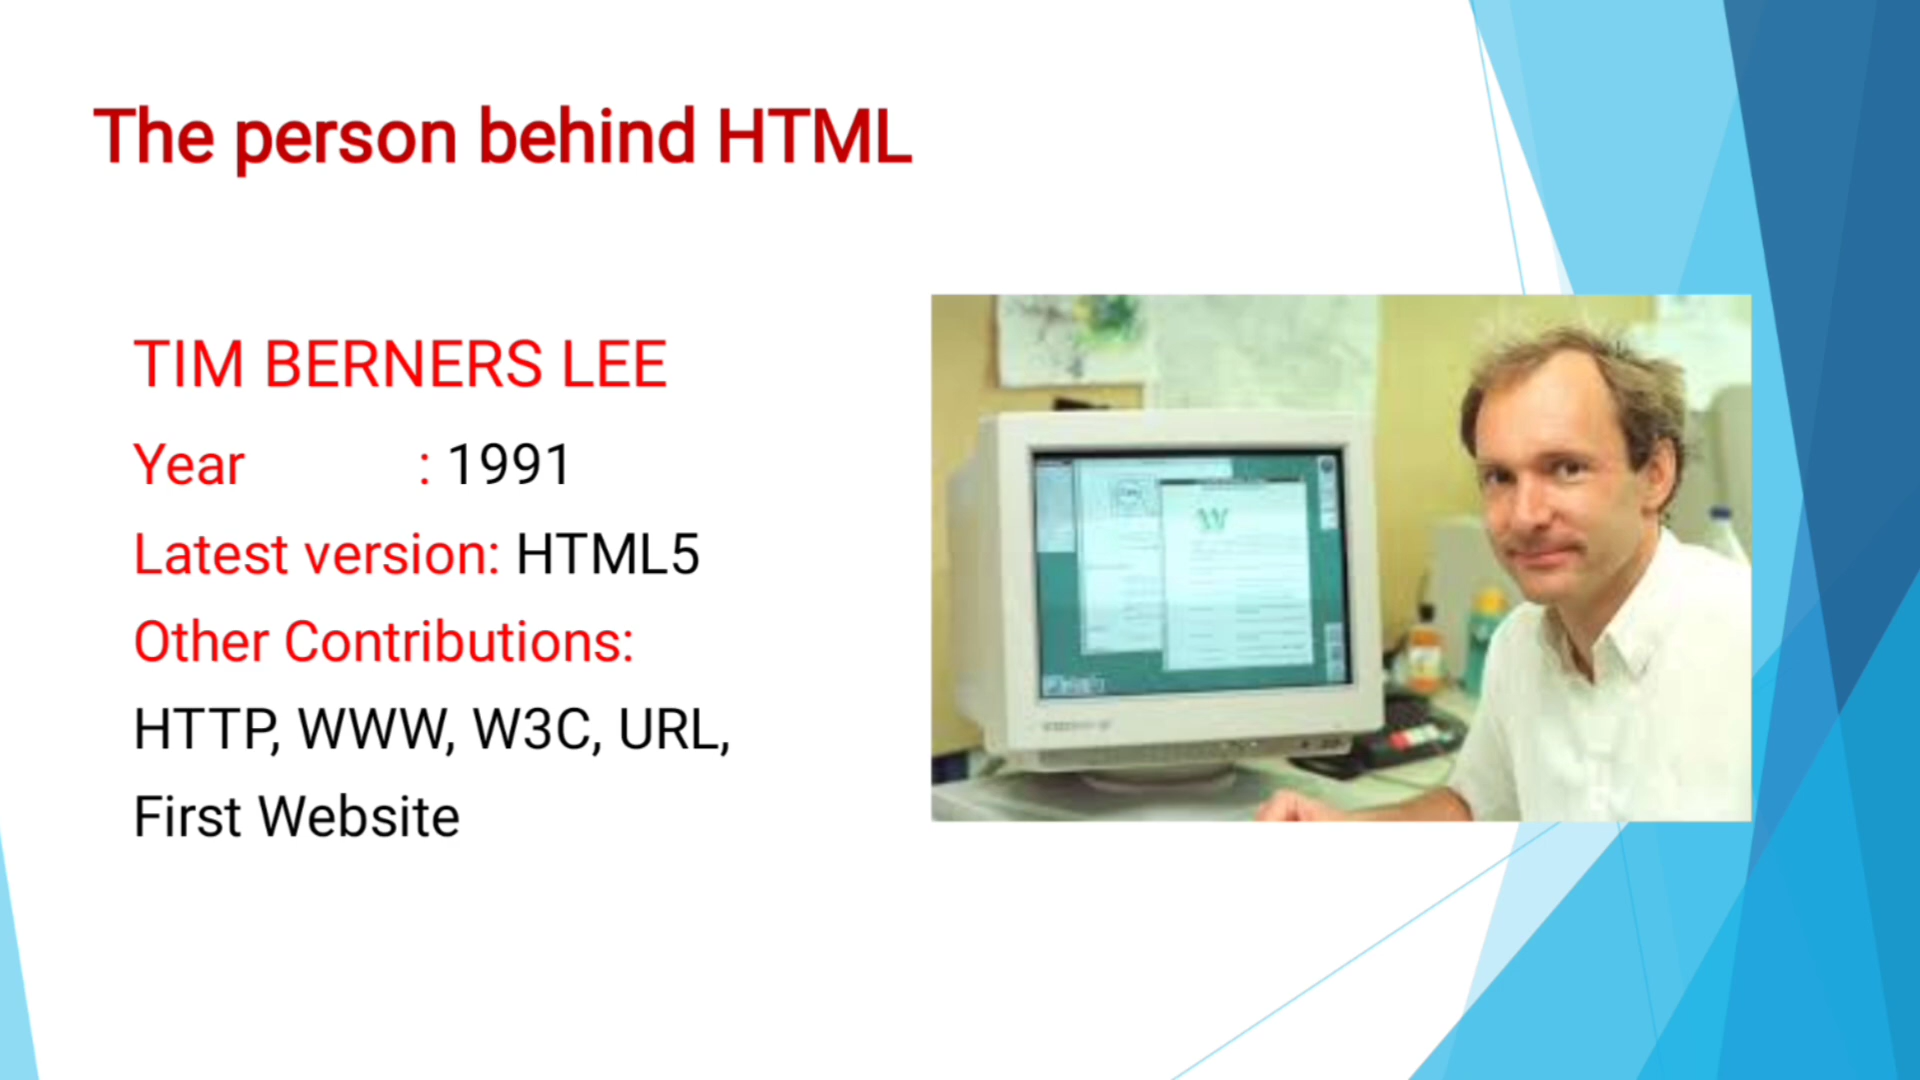 The person behind HTML
TIM BERNERS LEE
Year : 1991
Latest version: HTML5
Other Contributions:
HTTP, WWW, W3C, URL,
First Website